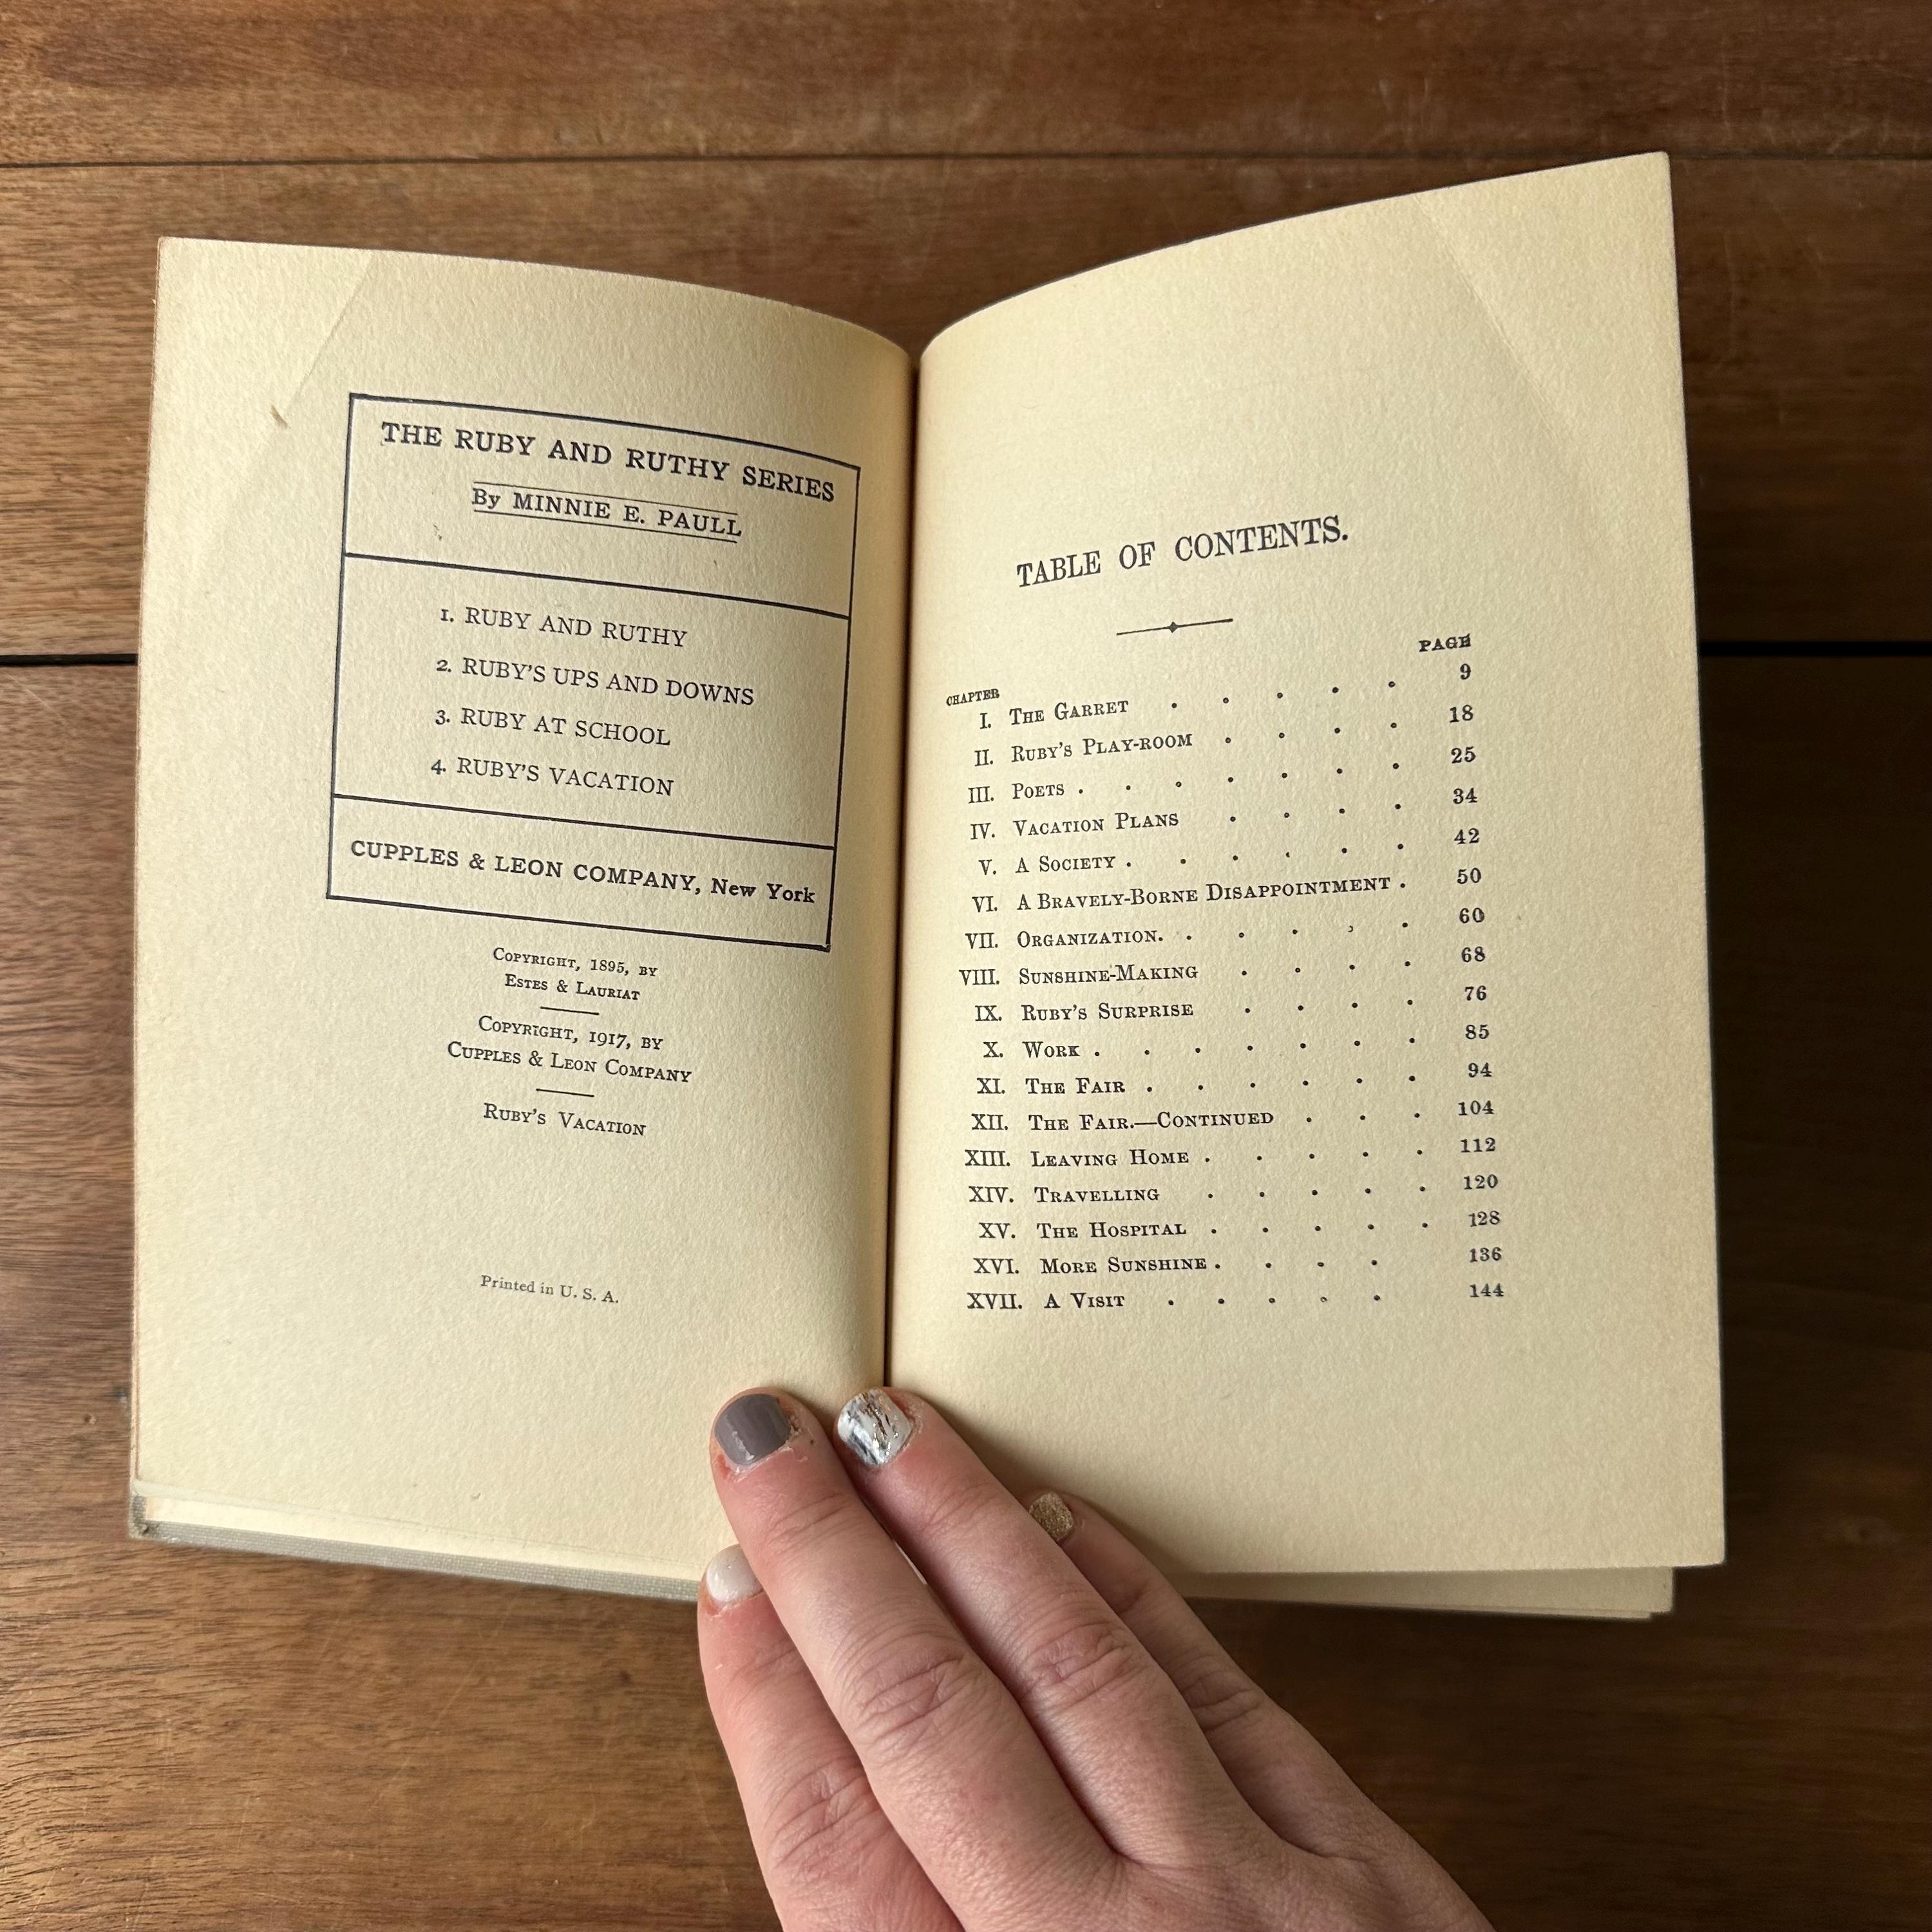 THE RUBY AND RUTHY SERIES
By MINNIE E. PAULL
1. RUBY AND RUTHY
2. RUBY'S UPS AND DOWNS
3. RUBY AT SCHOOL
4. RUBY'S VACATION
CUPPLES & LEON COMPANY, New York
COPYRIGHT, 1895, BY
ESTES & LAURIAT
COPYRIGHT, 1917, BY
CUPPLES & LEON COMPANY
RUBY'S VACATION
Printed in U. S. A.
TABLE OF CONTENTS.
CHAPTER PAGE
I. THE GARRET . . . . . 9
II. RUBY'S PLAY-ROOM . . . . 18
III. POETS . . . . . . . 25
IV. VACATION PLANS . . . . 34
V. A SOCIETY . . . . . . 42
VI. A BRAVELY-BORNE DISAPPOINTMENT . 50
VII. ORGANIZATION. . . . . . 60
VIII. SUNSHINE-MAKING . . . . 68
IX. RUBY'S SURPRISE . . . . 76
X. WORK . . . . . . . 85
XI. THE FAIR . . . . . . 94
XII. THE FAIR.—CONTINUED . . . 104
XIII. LEAVING HOME . . . . . 112
XIV. TRAVELLING . . . . . 120
XV. THE HOSPITAL . . . . . 128
XVI. MORE SUNSHINE . . . . 136
XVII. A VISIT . . . . . 144